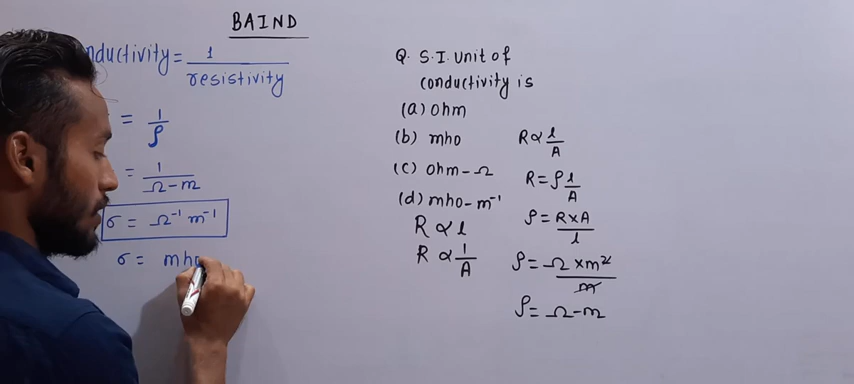 BAIND
nductivity = 1 / resistivity
= 1 / ρ
= 1 / Ω-m
σ = Ω⁻¹ m⁻¹
σ = mho
Q. S.I. Unit of
conductivity is
(a) Ohm
(b) mho
(c) ohm-Ω
(d) mho-m⁻¹
R ∝ l
R ∝ 1 / A
R ∝ l / A
R = ρ l / A
ρ = R×A / l
ρ = Ω × m² / m
ρ = Ω-m